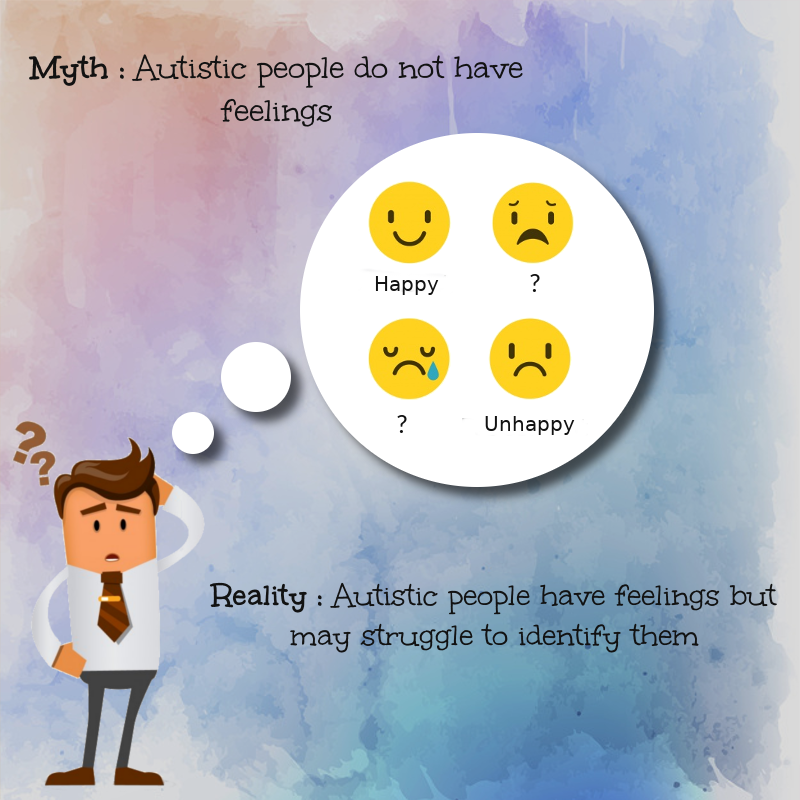 Myth : Autistic people do not have
feelings
Happy ?
? Unhappy
??
Reality : Autistic people have feelings but
may struggle to identify them